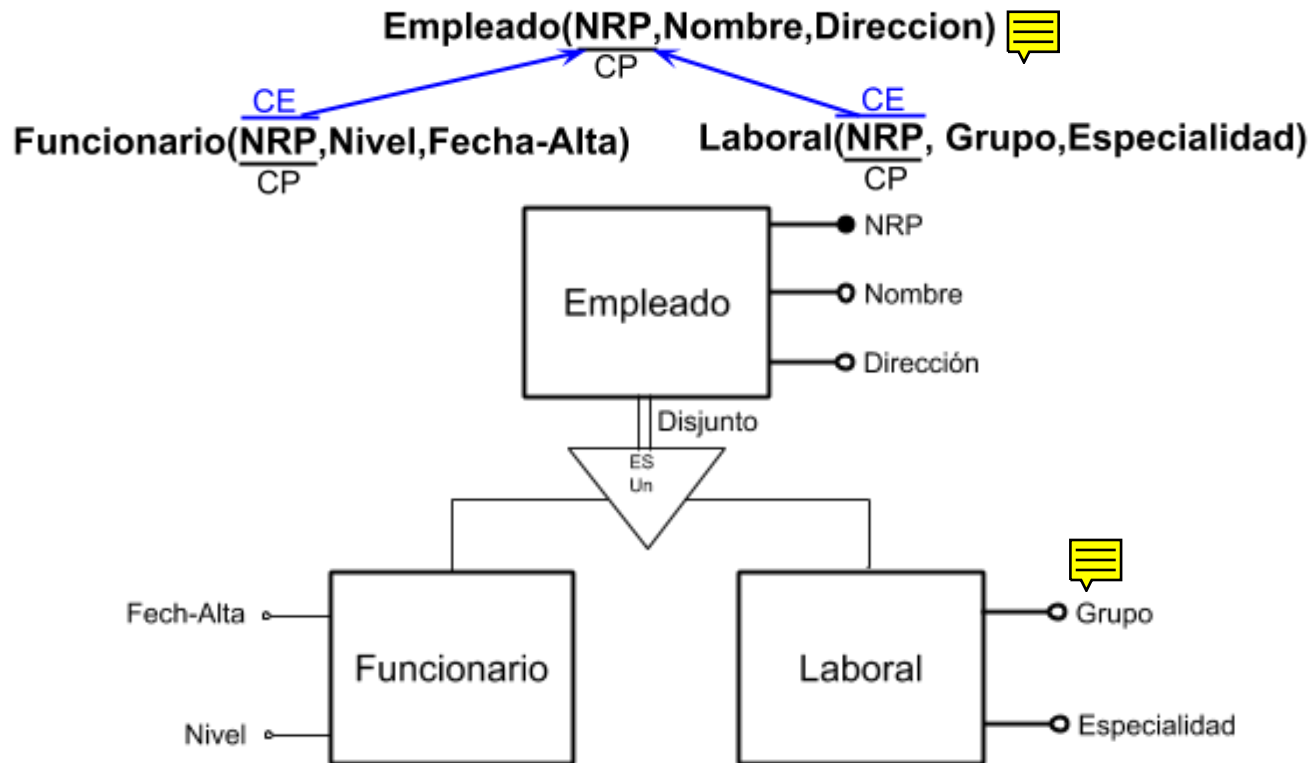 Empleado(NRP,Nombre,Direccion)
CP
CE
CE
Funcionario(NRP,Nivel,Fecha-Alta)
Laboral(NRP, Grupo,Especialidad)
CP
CP
NRP
Empleado
Nombre
Dirección
Disjunto
ES
Un
Fech-Alta
Grupo
Funcionario
Laboral
Nivel
Especialidad